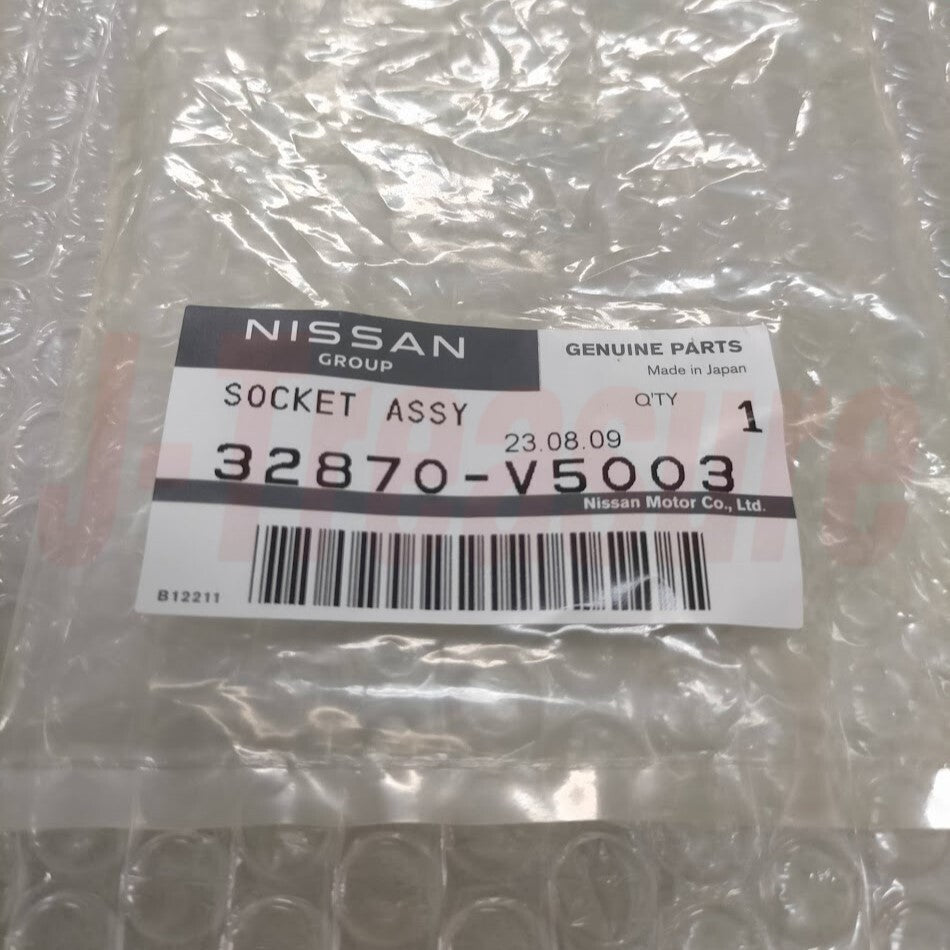 NISSAN
GROUP
GENUINE PARTS
Made in Japan
SOCKET ASSY
Q'TY 1
23.08.09
32870-V5003
Nissan Motor Co., Ltd.
B12211
J-Treasure